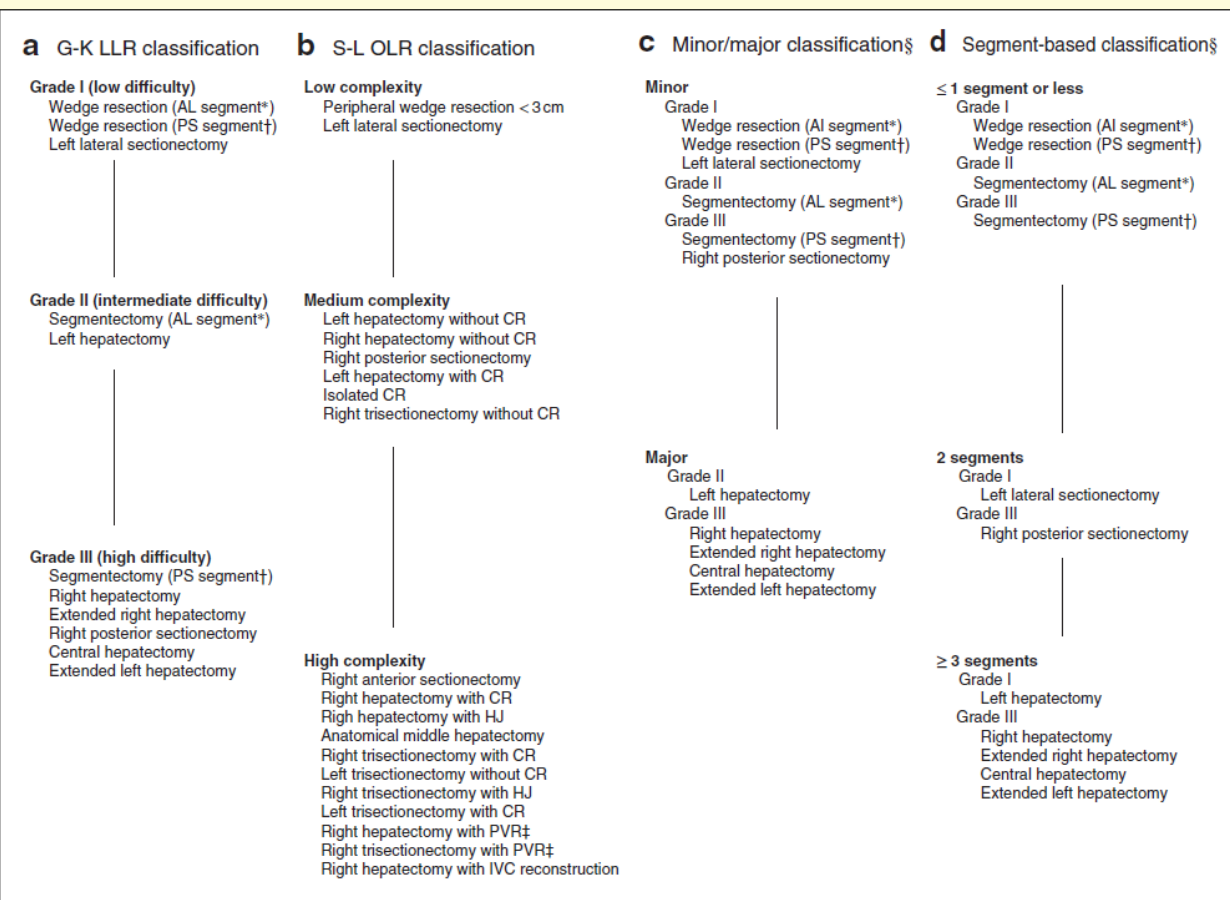 a G-K LLR classification
Grade I (low difficulty)
Wedge resection (AL segment*)
Wedge resection (PS segment†)
Left lateral sectionectomy
Grade II (intermediate difficulty)
Segmentectomy (AL segment*)
Left hepatectomy
Grade III (high difficulty)
Segmentectomy (PS segment†)
Right hepatectomy
Extended right hepatectomy
Right posterior sectionectomy
Central hepatectomy
Extended left hepatectomy
b S-L OLR classification
Low complexity
Peripheral wedge resection < 3 cm
Left lateral sectionectomy
Medium complexity
Left hepatectomy without CR
Right hepatectomy without CR
Right posterior sectionectomy
Left hepatectomy with CR
Isolated CR
Right trisectionectomy without CR
High complexity
Right anterior sectionectomy
Right hepatectomy with CR
Righ hepatectomy with HJ
Anatomical middle hepatectomy
Right trisectionectomy with CR
Left trisectionectomy without CR
Right trisectionectomy with HJ
Left trisectionectomy with CR
Right hepatectomy with PVR‡
Right trisectionectomy with PVR‡
Right hepatectomy with IVC reconstruction
c Minor/major classification§
Minor
Grade I
Wedge resection (AI segment*)
Wedge resection (PS segment†)
Left lateral sectionectomy
Grade II
Segmentectomy (AL segment*)
Grade III
Segmentectomy (PS segment†)
Right posterior sectionectomy
Major
Grade II
Left hepatectomy
Grade III
Right hepatectomy
Extended right hepatectomy
Central hepatectomy
Extended left hepatectomy
d Segment-based classification§
≤ 1 segment or less
Grade I
Wedge resection (AI segment*)
Wedge resection (PS segment†)
Grade II
Segmentectomy (AL segment*)
Grade III
Segmentectomy (PS segment†)
2 segments
Grade I
Left lateral sectionectomy
Grade III
Right posterior sectionectomy
≥ 3 segments
Grade I
Left hepatectomy
Grade III
Right hepatectomy
Extended right hepatectomy
Central hepatectomy
Extended left hepatectomy